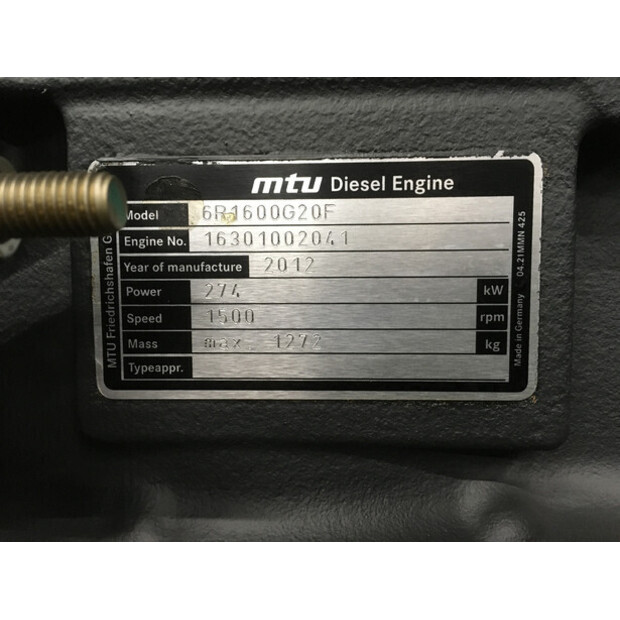 mtu Diesel Engine
Model 6R1600G20F
Engine No. 16301002041
Year of manufacture 2012
Power 274 kW
Speed 1500 rpm
Mass max. 1272 kg
Typeappr.
MTU Friedrichshafen G
Made in Germany 04.21MMN 425